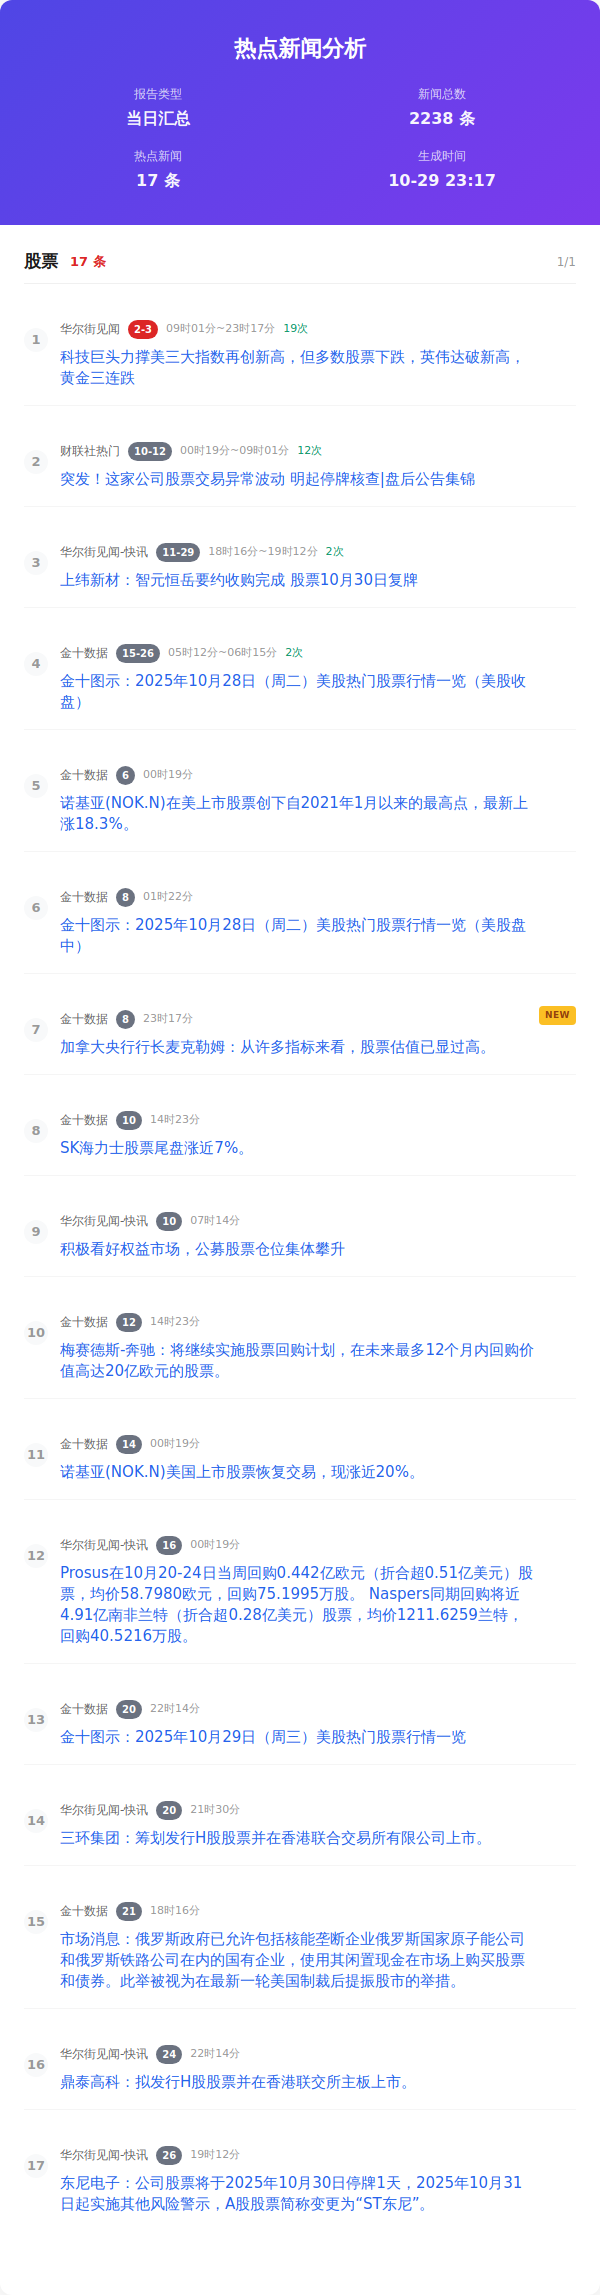 热点新闻分析
报告类型
新闻总数
当日汇总
2238 条
热点新闻
生成时间
17 条
10-29 23:17
股票 17 条 1/1
1
华尔街见闻 2-3 09时01分~23时17分 19次
科技巨头力撑美三大指数再创新高，但多数股票下跌，英伟达破新高，
黄金三连跌
2
财联社热门 10-12 00时19分~09时01分 12次
突发！这家公司股票交易异常波动 明起停牌核查|盘后公告集锦
3
华尔街见闻-快讯 11-29 18时16分~19时12分 2次
上纬新材：智元恒岳要约收购完成 股票10月30日复牌
4
金十数据 15-26 05时12分~06时15分 2次
金十图示：2025年10月28日（周二）美股热门股票行情一览（美股收
盘）
5
金十数据 6 00时19分
诺基亚(NOK.N)在美上市股票创下自2021年1月以来的最高点，最新上
涨18.3%。
6
金十数据 8 01时22分
金十图示：2025年10月28日（周二）美股热门股票行情一览（美股盘
中）
7
金十数据 8 23时17分 NEW
加拿大央行行长麦克勒姆：从许多指标来看，股票估值已显过高。
8
金十数据 10 14时23分
SK海力士股票尾盘涨近7%。
9
华尔街见闻-快讯 10 07时14分
积极看好权益市场，公募股票仓位集体攀升
10
金十数据 12 14时23分
梅赛德斯-奔驰：将继续实施股票回购计划，在未来最多12个月内回购价
值高达20亿欧元的股票。
11
金十数据 14 00时19分
诺基亚(NOK.N)美国上市股票恢复交易，现涨近20%。
12
华尔街见闻-快讯 16 00时19分
Prosus在10月20-24日当周回购0.442亿欧元（折合超0.51亿美元）股
票，均价58.7980欧元，回购75.1995万股。 Naspers同期回购将近
4.91亿南非兰特（折合超0.28亿美元）股票，均价1211.6259兰特，
回购40.5216万股。
13
金十数据 20 22时14分
金十图示：2025年10月29日（周三）美股热门股票行情一览
14
华尔街见闻-快讯 20 21时30分
三环集团：筹划发行H股股票并在香港联合交易所有限公司上市。
15
金十数据 21 18时16分
市场消息：俄罗斯政府已允许包括核能垄断企业俄罗斯国家原子能公司
和俄罗斯铁路公司在内的国有企业，使用其闲置现金在市场上购买股票
和债券。此举被视为在最新一轮美国制裁后提振股市的举措。
16
华尔街见闻-快讯 24 22时14分
鼎泰高科：拟发行H股股票并在香港联交所主板上市。
17
华尔街见闻-快讯 26 19时12分
东尼电子：公司股票将于2025年10月30日停牌1天，2025年10月31
日起实施其他风险警示，A股股票简称变更为“ST东尼”。